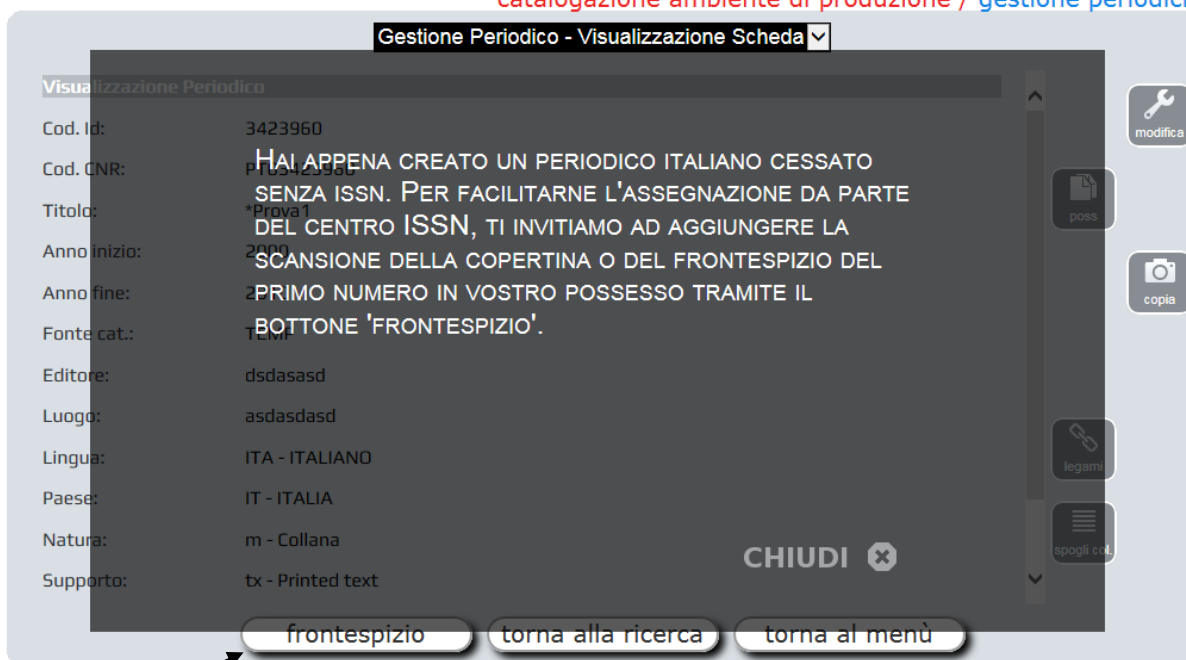 catalogazione ambiente di produzione / gestione periodici
Gestione Periodico - Visualizzazione Scheda
Visualizzazione Periodico
Cod. Id: 3423960
Cod. CNR:
Titolo: *Prova1
Anno inizio: 2000
Anno fine:
Fonte cat.: TEMP
Editore: dsdasasd
Luogo: asdasdasd
Lingua: ITA - ITALIANO
Paese: IT - ITALIA
Natura: m - Collana
Supporto: tx - Printed text
Hai appena creato un periodico italiano cessato
senza issn. Per facilitarne l'assegnazione da parte
del centro ISSN, ti invitiamo ad aggiungere la
scansione della copertina o del frontespizio del
primo numero in vostro possesso tramite il
bottone 'frontespizio'.
CHIUDI
modifica
poss
copia
legami
spogli col.
frontespizio
torna alla ricerca
torna al menù